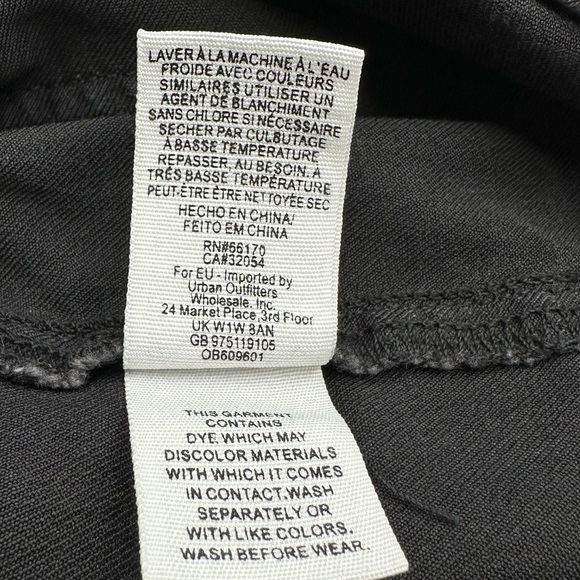 LAVER À LA MACHINE À L'EAU
FROIDE AVEC COULEURS
SIMILAIRES UTILISER UN
AGENT DE BLANCHIMENT
SANS CHLORE SI NÉCESSAIRE
SECHER PAR CULBUTAGE
À BASSE TEMPERATURE
REPASSER, AU BESOIN, À
TRÉS BASSE TEMPÉRATURE
PEUT-ÊTRE ÊTRE NETTOYÉE SEC
HECHO EN CHINA/
FEITO EM CHINA
RN#66170
CA#32054
For EU - Imported by
Urban Outfitters
Wholesale, Inc.
24 Market Place,3rd Floor
UK W1W 8AN
GB 975119105
OB609601
THIS GARMENT
CONTAINS
DYE. WHICH MAY
DISCOLOR MATERIALS
WITH WHICH IT COMES
IN CONTACT.WASH
SEPARATELY OR
WITH LIKE COLORS.
WASH BEFORE WEAR.